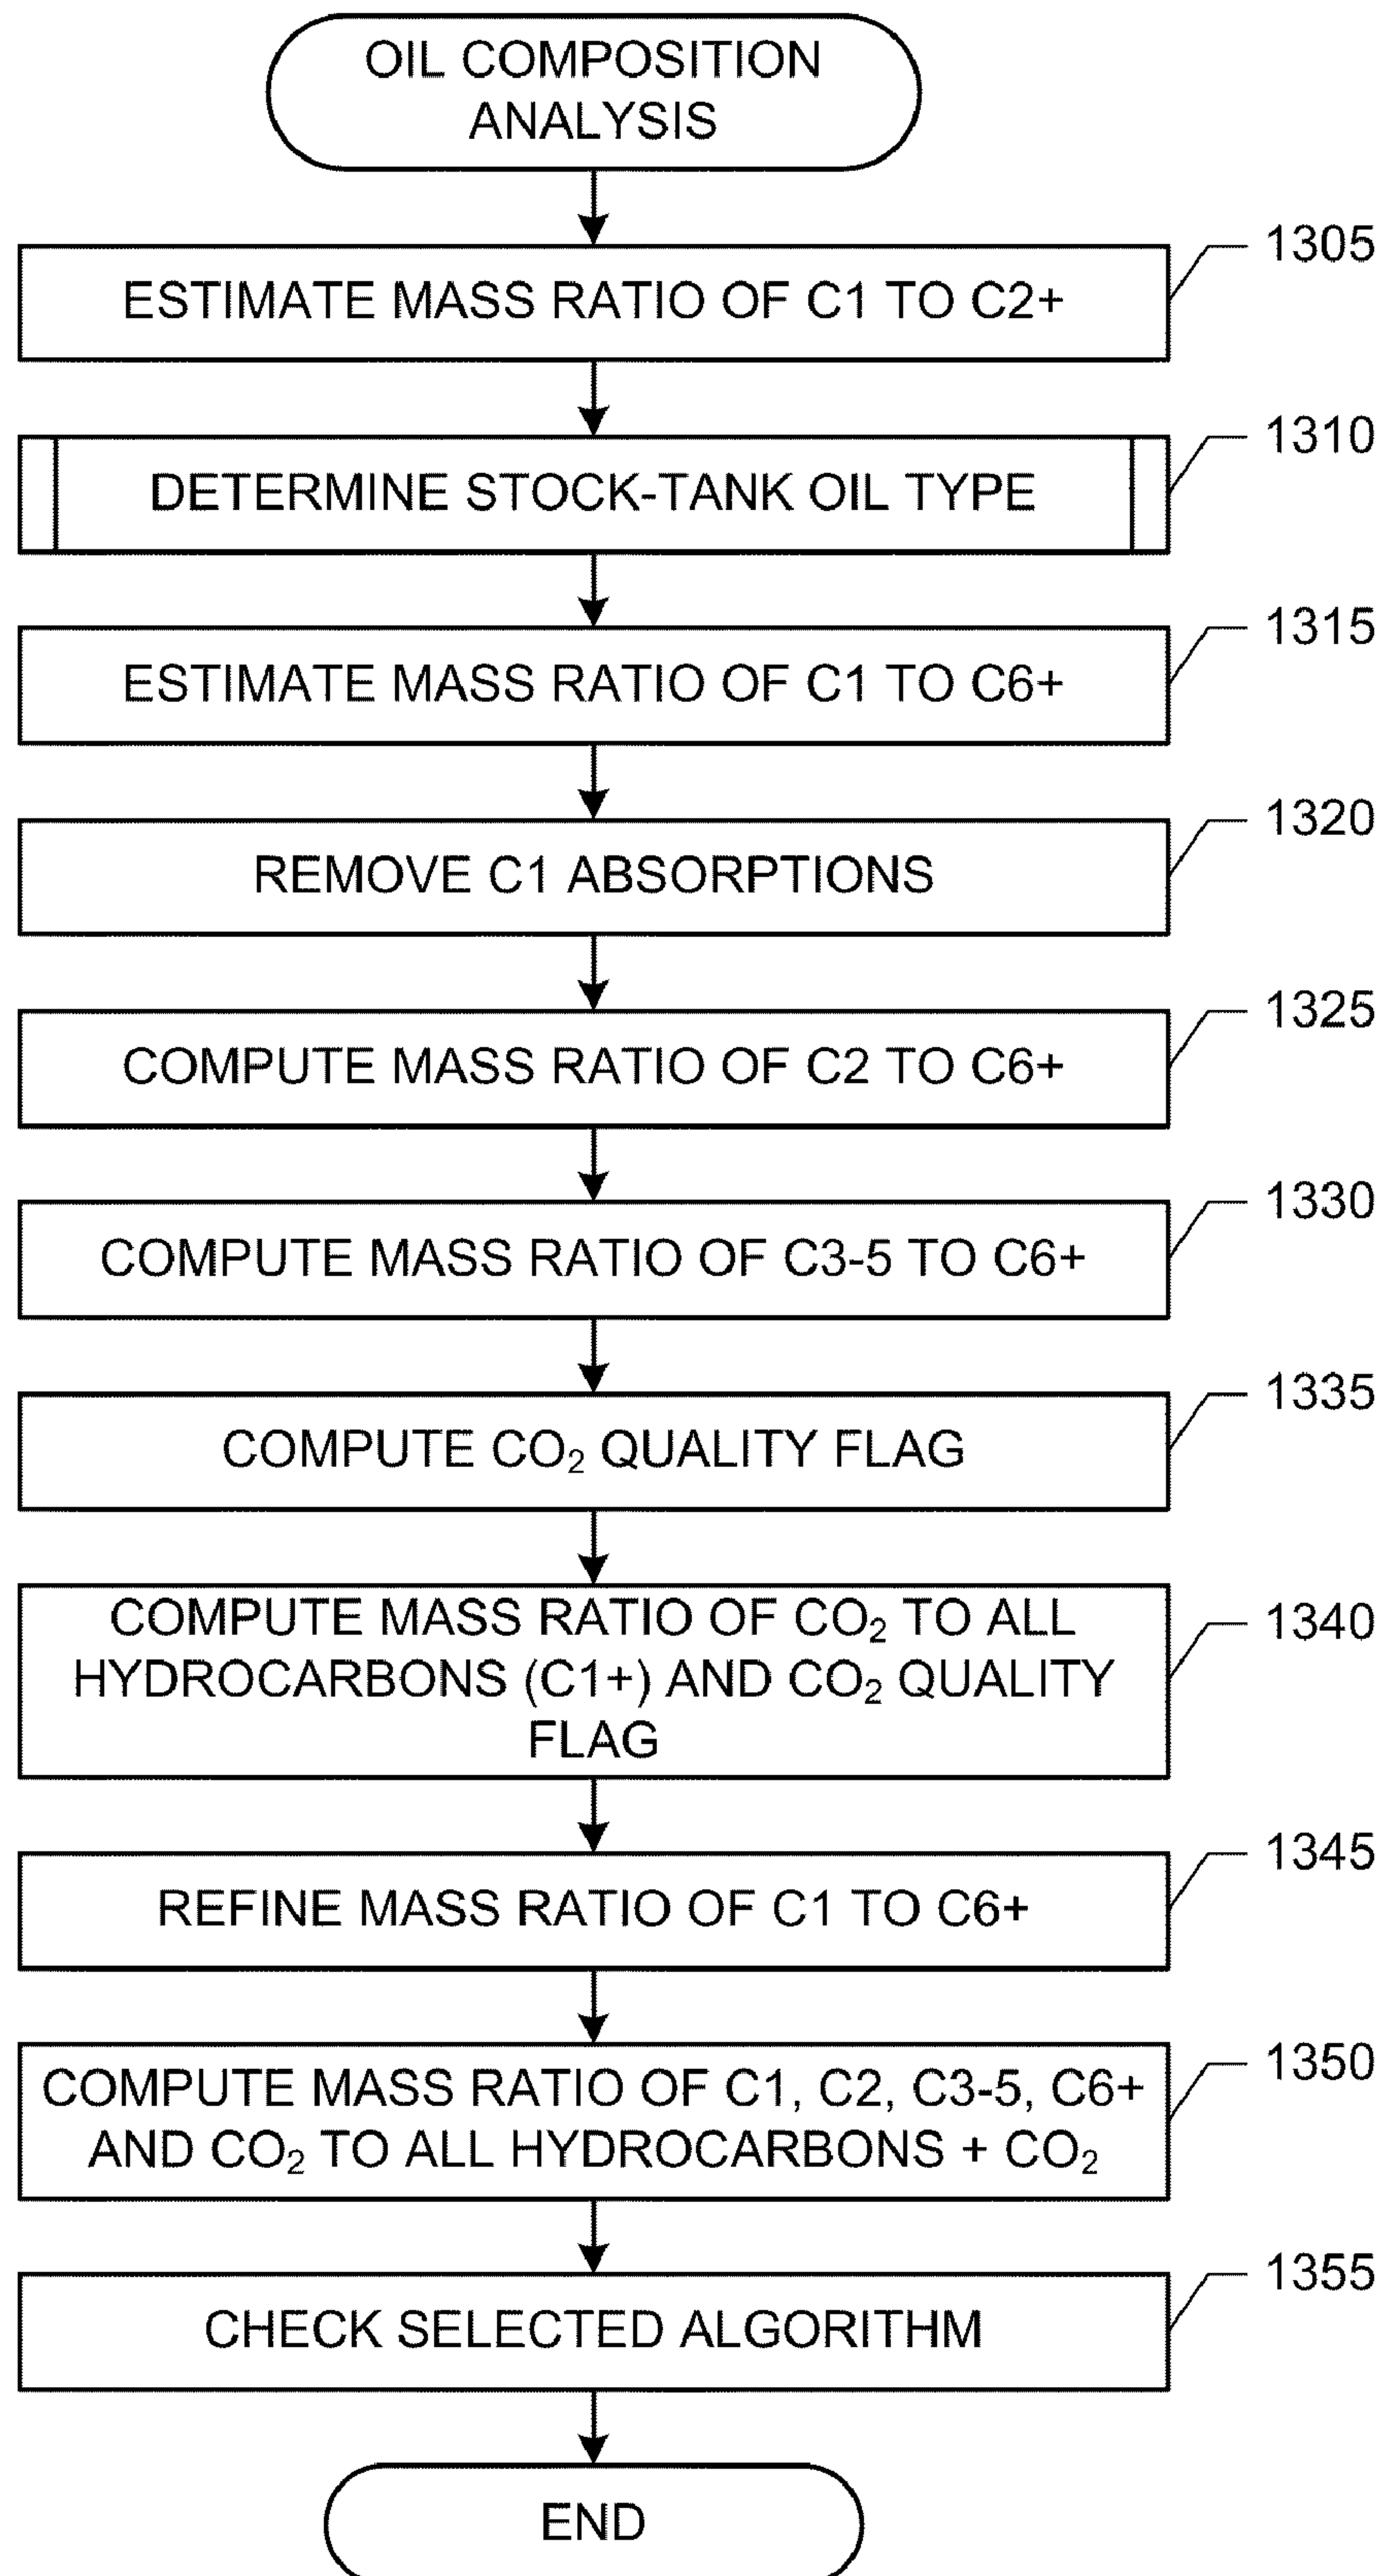 OIL COMPOSITION
ANALYSIS
1305
ESTIMATE MASS RATIO OF C1 TO C2+
1310
DETERMINE STOCK-TANK OIL TYPE
1315
ESTIMATE MASS RATIO OF C1 TO C6+
1320
REMOVE C1 ABSORPTIONS
1325
COMPUTE MASS RATIO OF C2 TO C6+
1330
COMPUTE MASS RATIO OF C3-5 TO C6+
1335
COMPUTE CO₂ QUALITY FLAG
1340
COMPUTE MASS RATIO OF CO₂ TO ALL
HYDROCARBONS (C1+) AND CO₂ QUALITY
FLAG
1345
REFINE MASS RATIO OF C1 TO C6+
1350
COMPUTE MASS RATIO OF C1, C2, C3-5, C6+
AND CO₂ TO ALL HYDROCARBONS + CO₂
1355
CHECK SELECTED ALGORITHM
END